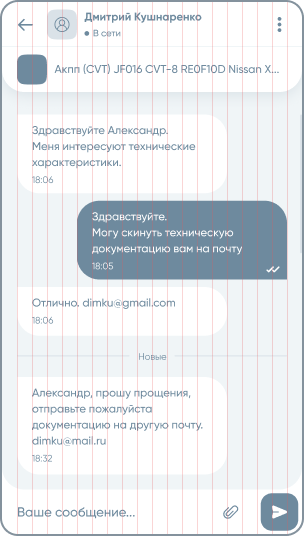 Дмитрий Кушнаренко
В сети
Акпп (CVT) JF016 CVT-8 RE0F10D Nissan X...
Здравствуйте Александр.
Меня интересуют технические
характеристики.
18:06
Здравствуйте.
Могу скинуть техническую
документацию вам на почту
18:05
Отлично. dimku@gmail.com
18:06
Новые
Александр, прошу прощения,
отправьте пожалуйста
документацию на другую почту.
dimku@mail.ru
18:32
Ваше сообщение...